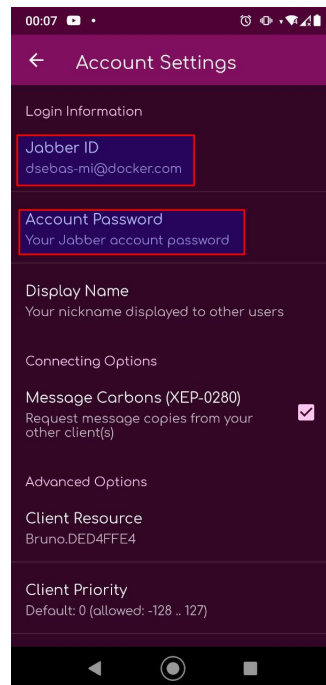 00:07
Account Settings
Login Information
Jabber ID
dsebas-mi@docker.com
Account Password
Your Jabber account password
Display Name
Your nickname displayed to other users
Connecting Options
Message Carbons (XEP-0280)
Request message copies from your
other client(s)
Advanced Options
Client Resource
Bruno.DED4FFE4
Client Priority
Default: 0 (allowed: -128 .. 127)